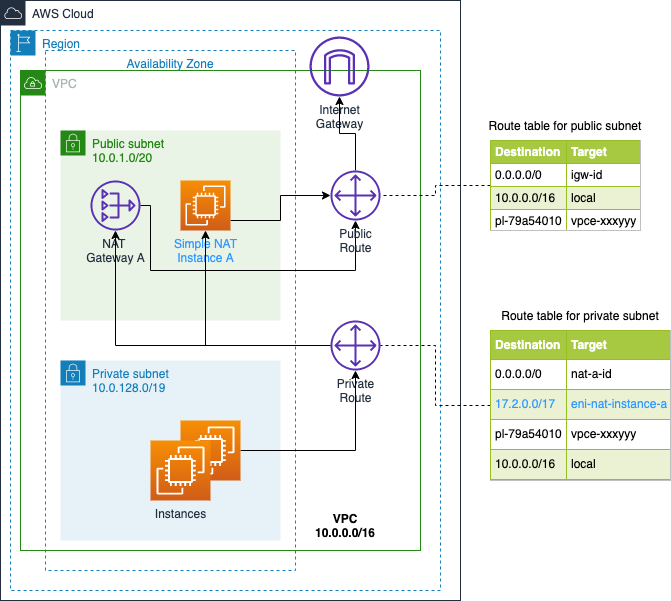 AWS Cloud
Region
Availability Zone
VPC
Internet
Gateway
Public subnet
10.0.1.0/20
NAT
Gateway A
Simple NAT
Instance A
Public
Route
Private subnet
10.0.128.0/19
Private
Route
Instances
VPC
10.0.0.0/16
Route table for public subnet
Destination Target
0.0.0.0/0 igw-id
10.0.0.0/16 local
pl-79a54010 vpce-xxxyyy
Route table for private subnet
Destination Target
0.0.0.0/0 nat-a-id
17.2.0.0/17 eni-nat-instance-a
pl-79a54010 vpce-xxxyyy
10.0.0.0/16 local